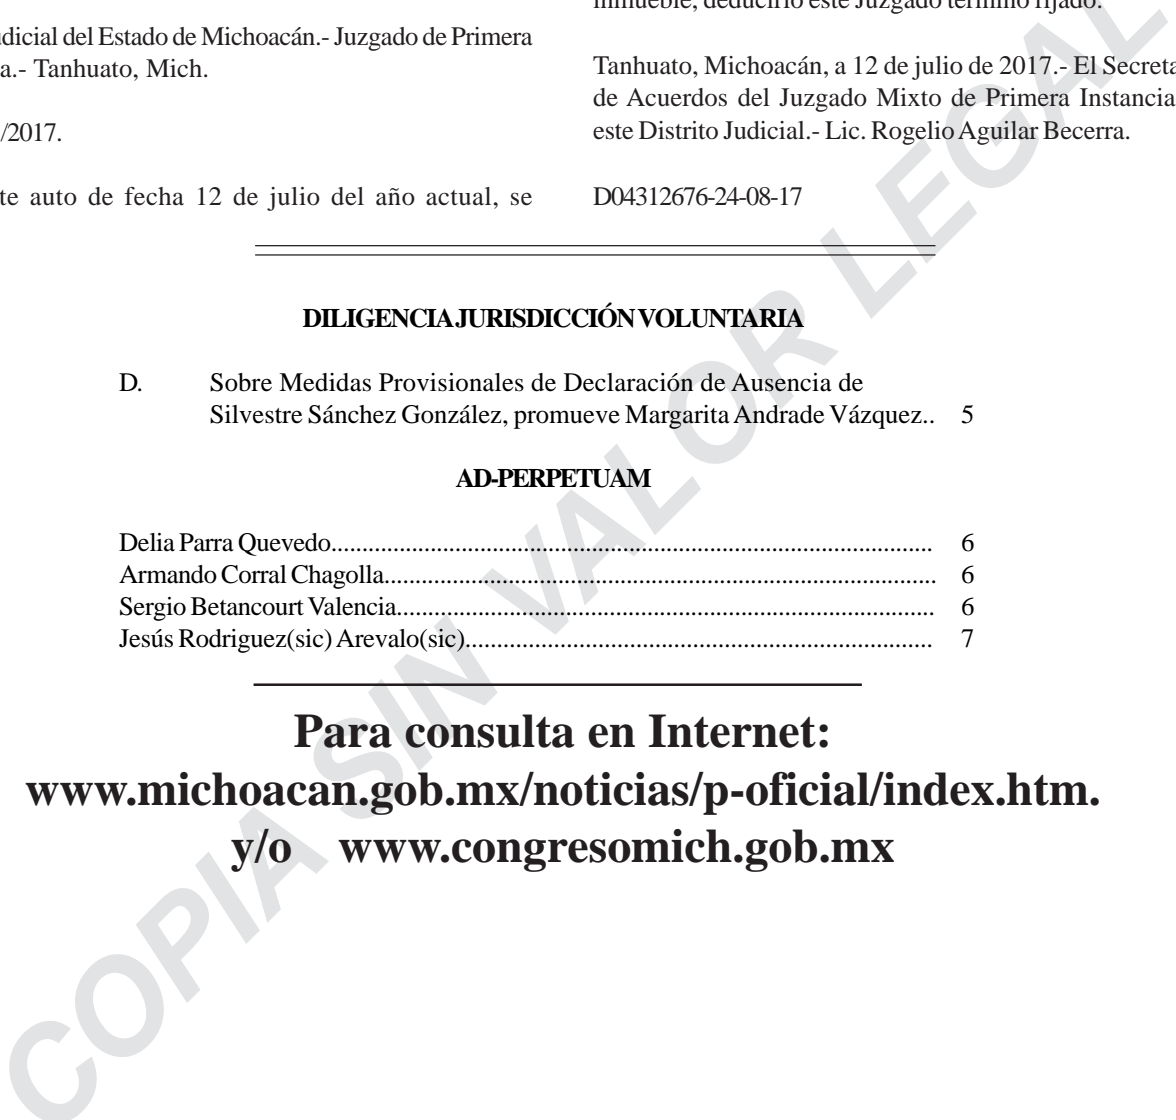 udicial del Estado de Michoacán.- Juzgado de Primera
a.- Tanhuato, Mich.
/2017.
te auto de fecha 12 de julio del año actual, se
inmueble, deducirlo este Juzgado término fijado.
Tanhuato, Michoacán, a 12 de julio de 2017.- El Secreta
de Acuerdos del Juzgado Mixto de Primera Instancia
este Distrito Judicial.- Lic. Rogelio Aguilar Becerra.
D04312676-24-08-17
DILIGENCIA JURISDICCIÓN VOLUNTARIA
D. Sobre Medidas Provisionales de Declaración de Ausencia de
Silvestre Sánchez González, promueve Margarita Andrade Vázquez.. 5
AD-PERPETUAM
Delia Parra Quevedo................................................................................................ 6
Armando Corral Chagolla........................................................................................ 6
Sergio Betancourt Valencia...................................................................................... 6
Jesús Rodriguez(sic) Arevalo(sic).......................................................................... 7
Para consulta en Internet:
www.michoacan.gob.mx/noticias/p-oficial/index.htm.
y/o www.congresomich.gob.mx
COPIA SIN VALOR LEGAL